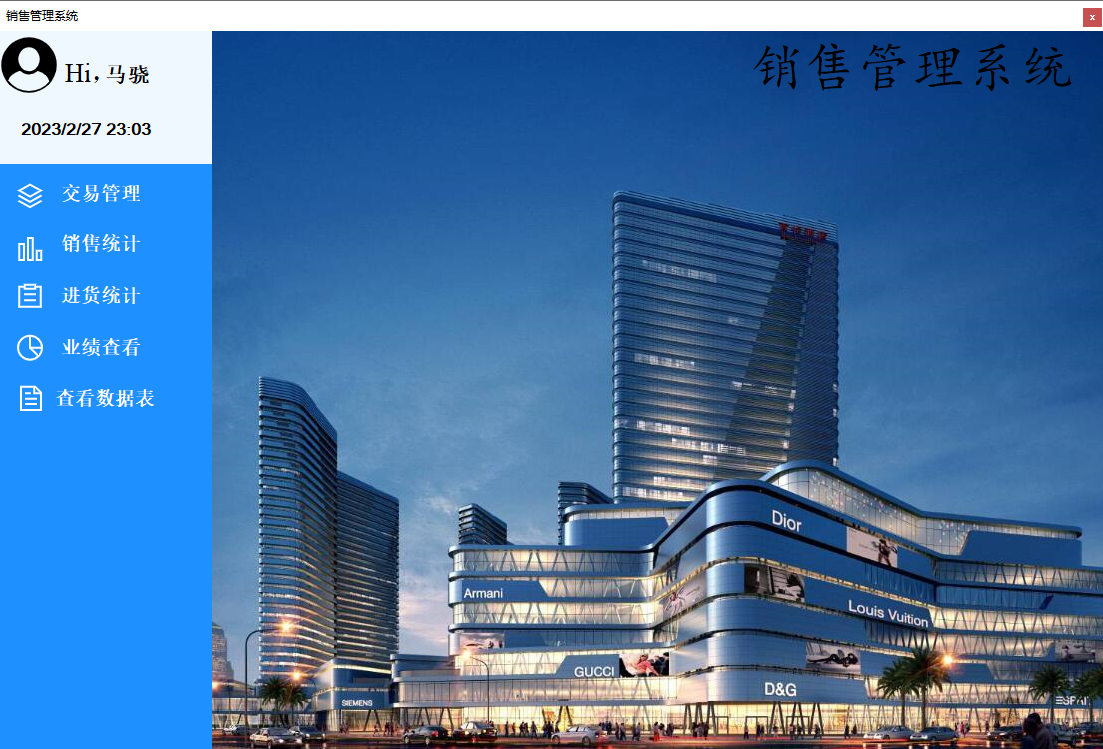 销售管理系统
x
Hi，马骁
2023/2/27 23:03
交易管理
销售统计
进货统计
业绩查看
查看数据表
销售管理系统
Dior
Armani
Louis Vuition
GUCCI
D&G
SIEMENS